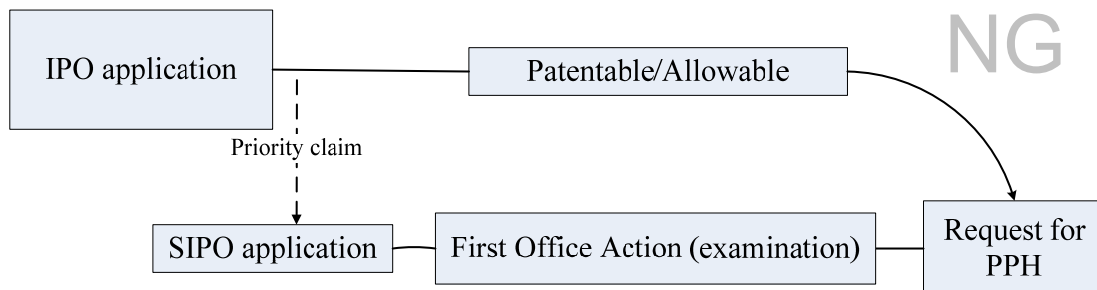 NG
IPO application
Patentable/Allowable
Priority claim
SIPO application
First Office Action (examination)
Request for
PPH